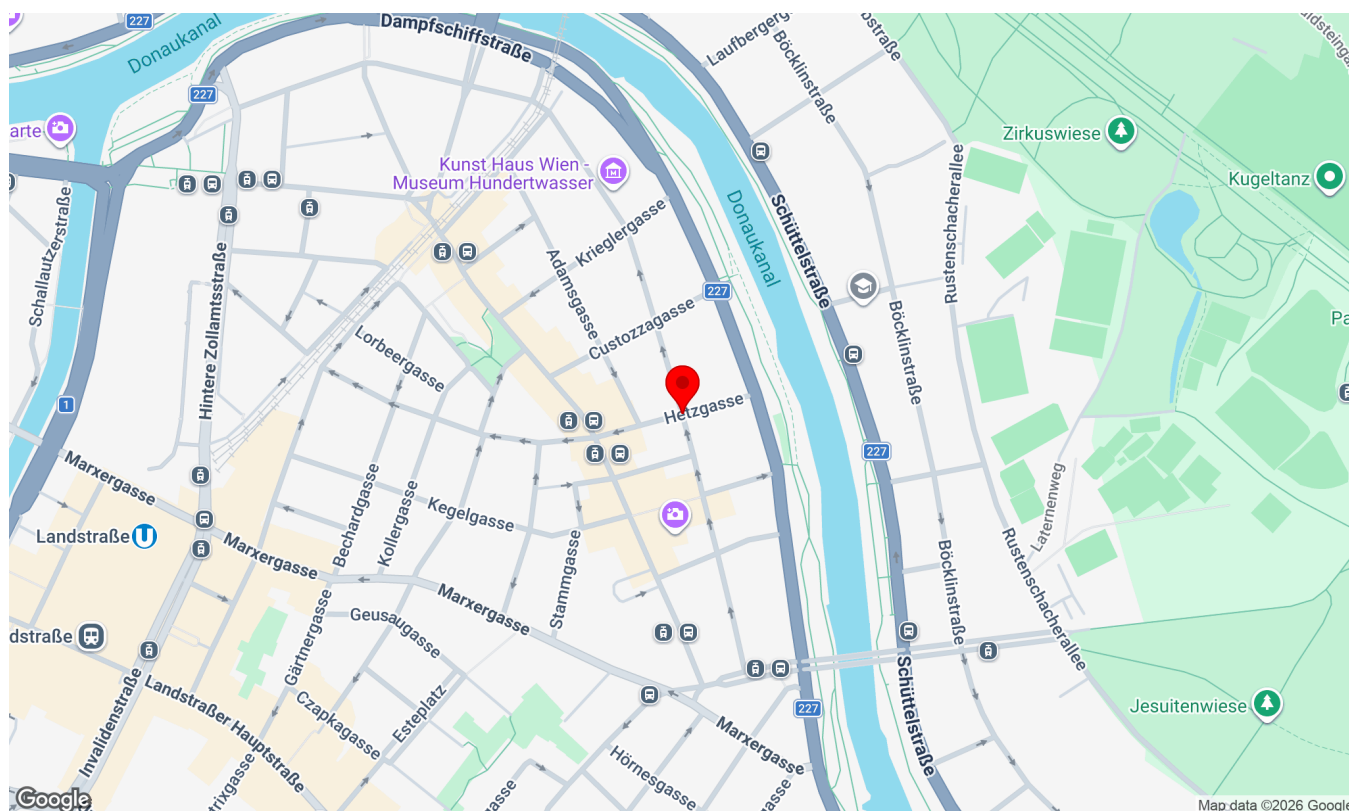 227
Dampfschiffstraße
Donaukanal
227
arte
Laufberger
Böcklinstraße
Zirkuswiese
Kugeltanz
Kunst Haus Wien -
Museum Hundertwasser
Schallautzerstraße
Hintere Zollamtsstraße
Krieglergasse
Adamsgasse
Donaukanal
Schüttelstraße
Rustenschacherallee
227
Böcklinstraße
Custozzagasse
Lorbeergasse
Pa
1
Hetzgasse
227
Marxergasse
Landstraße
U
Bechardgasse
Kollergasse
Kegelgasse
Stammgasse
Marxergasse
Marxergasse
Laternenweg
Rustenschacherallee
Böcklinstraße
Geusaugasse
Gärtnergasse
dstraße
Invalidenstraße
Landstraßer Hauptstraße
Czapkagasse
Esteplatz
trixgasse
Marxergasse
Hörnesgasse
227
Schüttelstraße
Jesuitenwiese
Google
Map data ©2026 Google